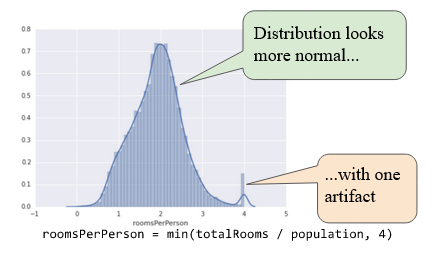 Distribution looks
more normal...
...with one
artifact
0.8
0.7
0.6
0.5
0.4
0.3
0.2
0.1
0.0
-1 0 1 2 3 4 5
roomsPerPerson
roomsPerPerson = min(totalRooms / population, 4)